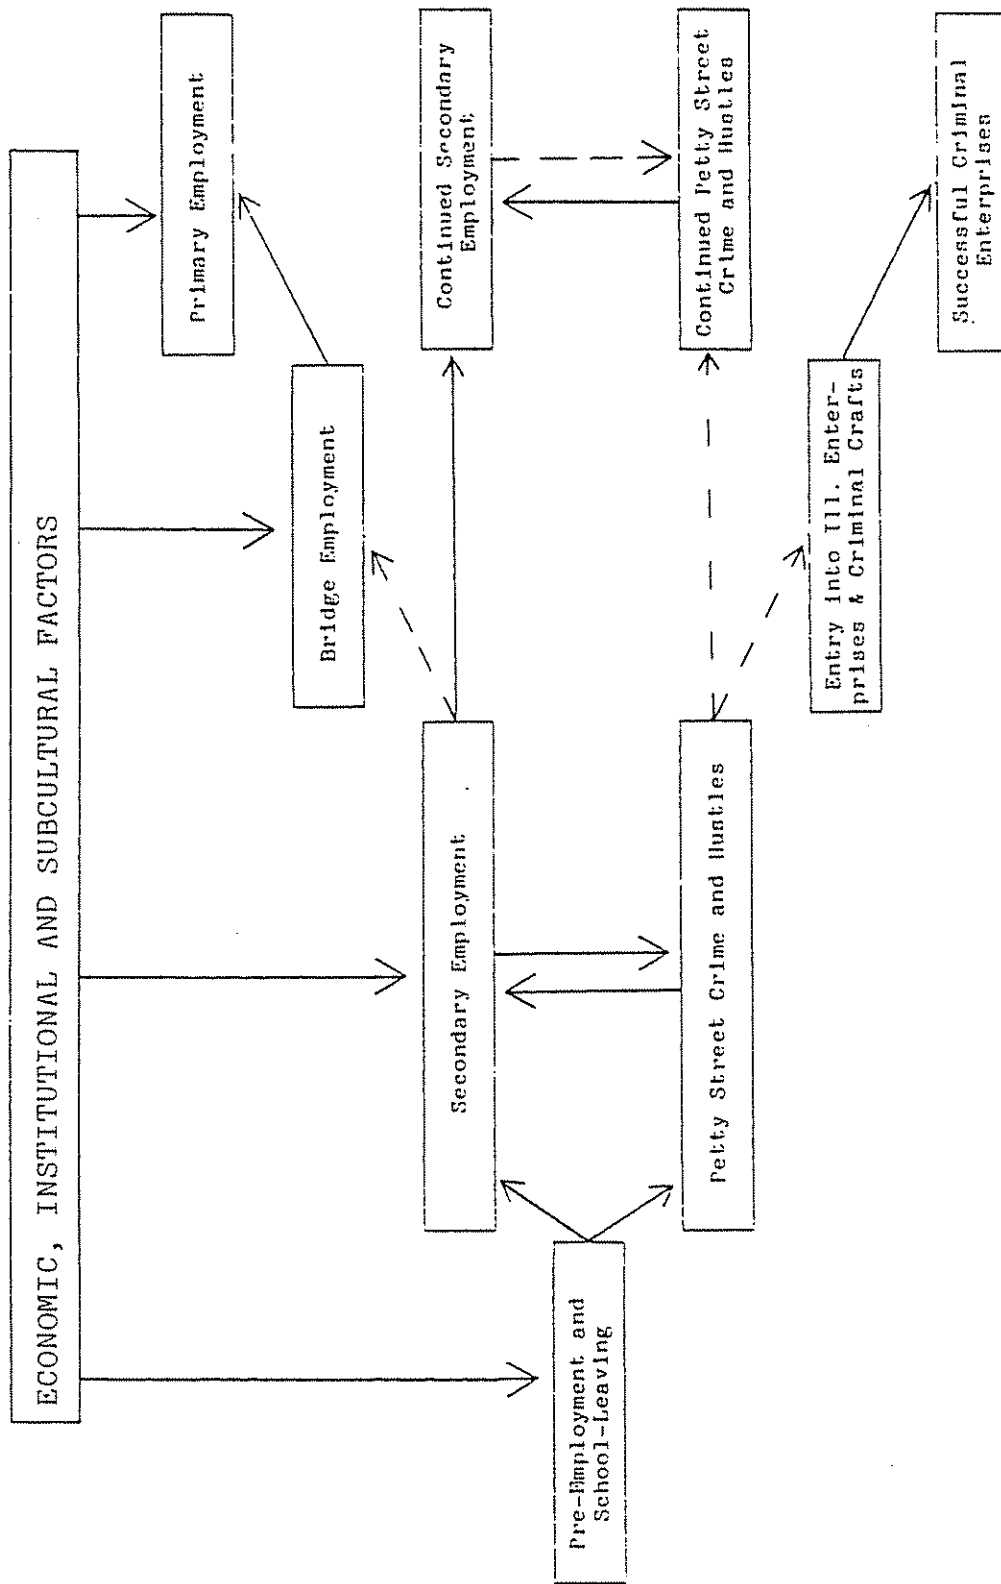 ECONOMIC, INSTITUTIONAL AND SUBCULTURAL FACTORS
Primary Employment
Bridge Employment
Continued Secondary
Employment
Secondary Employment
Pre-Employment and
School-Leaving
Petty Street Crime and Hustles
Continued Petty Street
Crime and Hustles
Entry into Ill. Enter-
prises & Criminal Crafts
Successful Criminal
Enterprises